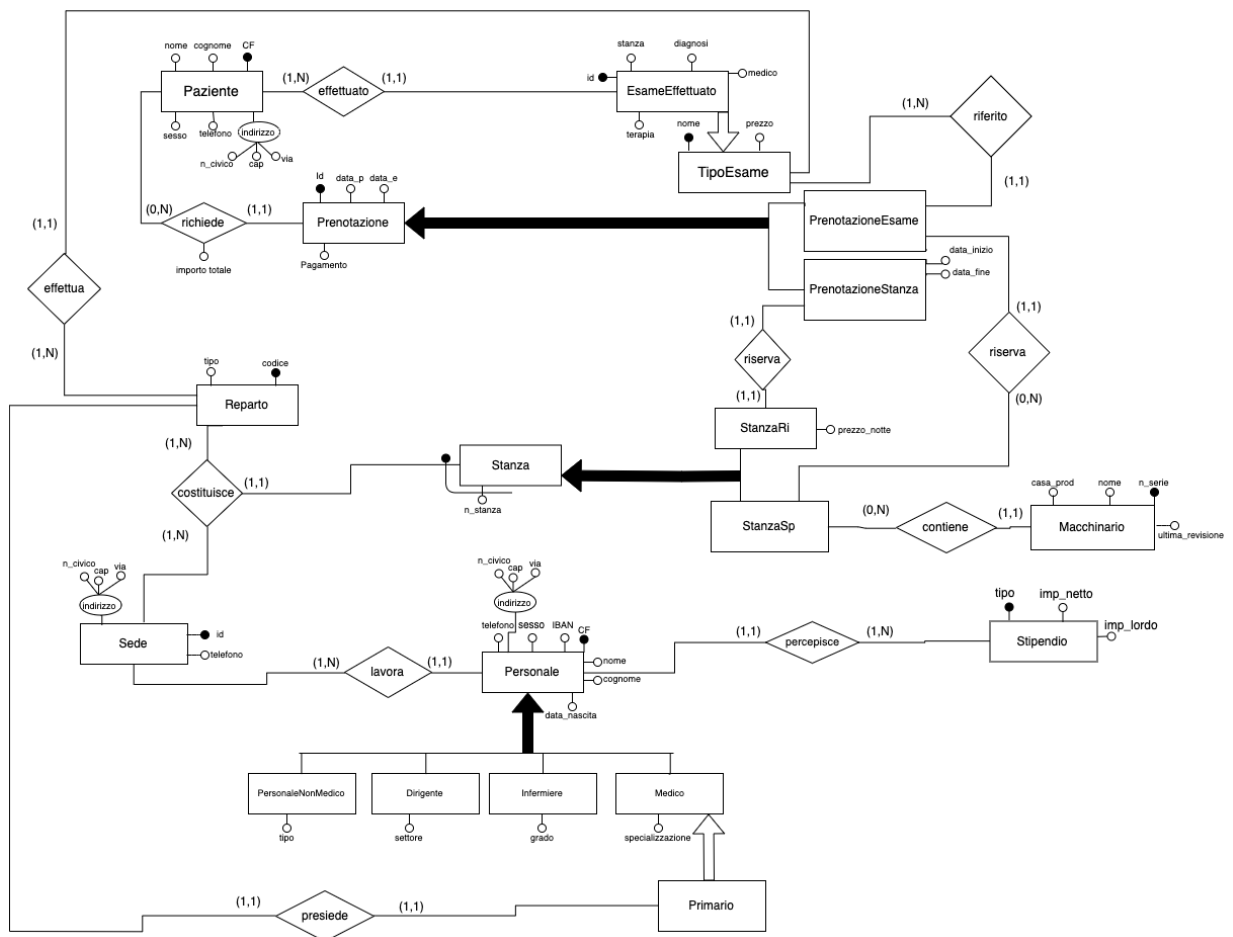 nome cognome CF
Paziente
(1,N)
effettuato
(1,1)
stanza diagnosi
id
medico
EsameEffettuato
terapia
sesso telefono indirizzo
n_civico cap via
nome prezzo
TipoEsame
(1,N)
riferito
(1,1)
Id data_p data_e
(0,N)
richiede
(1,1)
Prenotazione
importo totale
Pagamento
PrenotazioneEsame
data_inizio
data_fine
PrenotazioneStanza
(1,1)
effettua
(1,N)
(1,1)
riserva
(1,1)
(1,1)
riserva
(0,N)
tipo codice
Reparto
StanzaRi
prezzo_notte
(1,N)
costituisce
(1,1)
(1,N)
Stanza
n_stanza
StanzaSp
(0,N)
contiene
(1,1)
casa_prod nome n_serie
Macchinario
ultima_revisione
n_civico cap via
indirizzo
Sede
id
telefono
(1,N)
lavora
(1,1)
n_civico cap via
indirizzo
telefono sesso IBAN CF
Personale
nome
cognome
data_nascita
(1,1)
percepisce
(1,N)
tipo imp_netto
Stipendio
imp_lordo
PersonaleNonMedico
Dirigente
Infermiere
Medico
tipo
settore
grado
specializzazione
(1,1)
presiede
(1,1)
Primario